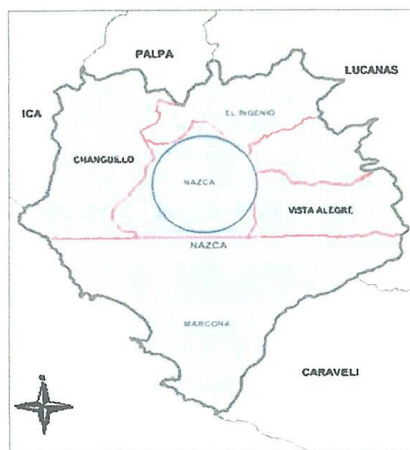 PALPA
LUCANAS
ICA
EL INGENIO
CHANGUILLO
NAZCA
VISTA ALEGRE
NAZCA
MARCONA
CARAVELI